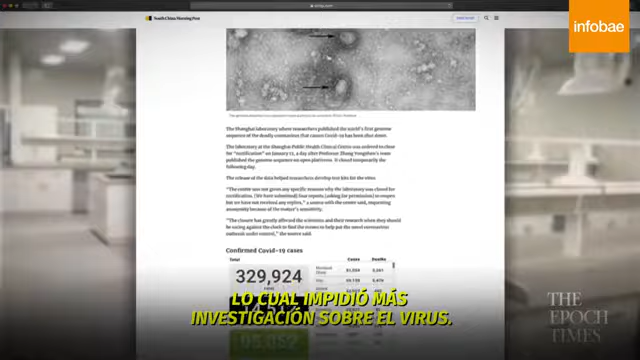 infobae
South China Morning Post
The Shanghai laboratory where researchers published the world's first genome
sequence of the deadly coronavirus that causes Covid-19 has been shut down.
The laboratory at the Shanghai Public Health Clinical Centre was ordered to close
for "rectification" on January 12, a day after Professor Zhang Yongzhen's team
published the genome sequence on open platforms. It closed temporarily the
following day.
The release of the data helped researchers develop test kits for the virus.
"The centre was not given any specific reasons why the laboratory was closed for
rectification. [We have submitted] four reports [asking for permission] to reopen
but we have not received any replies," a source with the centre said, requesting
anonymity because of the matter's sensitivity.
"The closure has greatly affected the scientists and their research when they should
be racing against the clock to find the means to help put the novel coronavirus
outbreak under control," the source said.
Confirmed Covid-19 cases
Total
Cases Deaths
329,924
LO CUAL IMPIDIÓ MÁS
INVESTIGACIÓN SOBRE EL VIRUS.
THE
EPOCH
TIMES